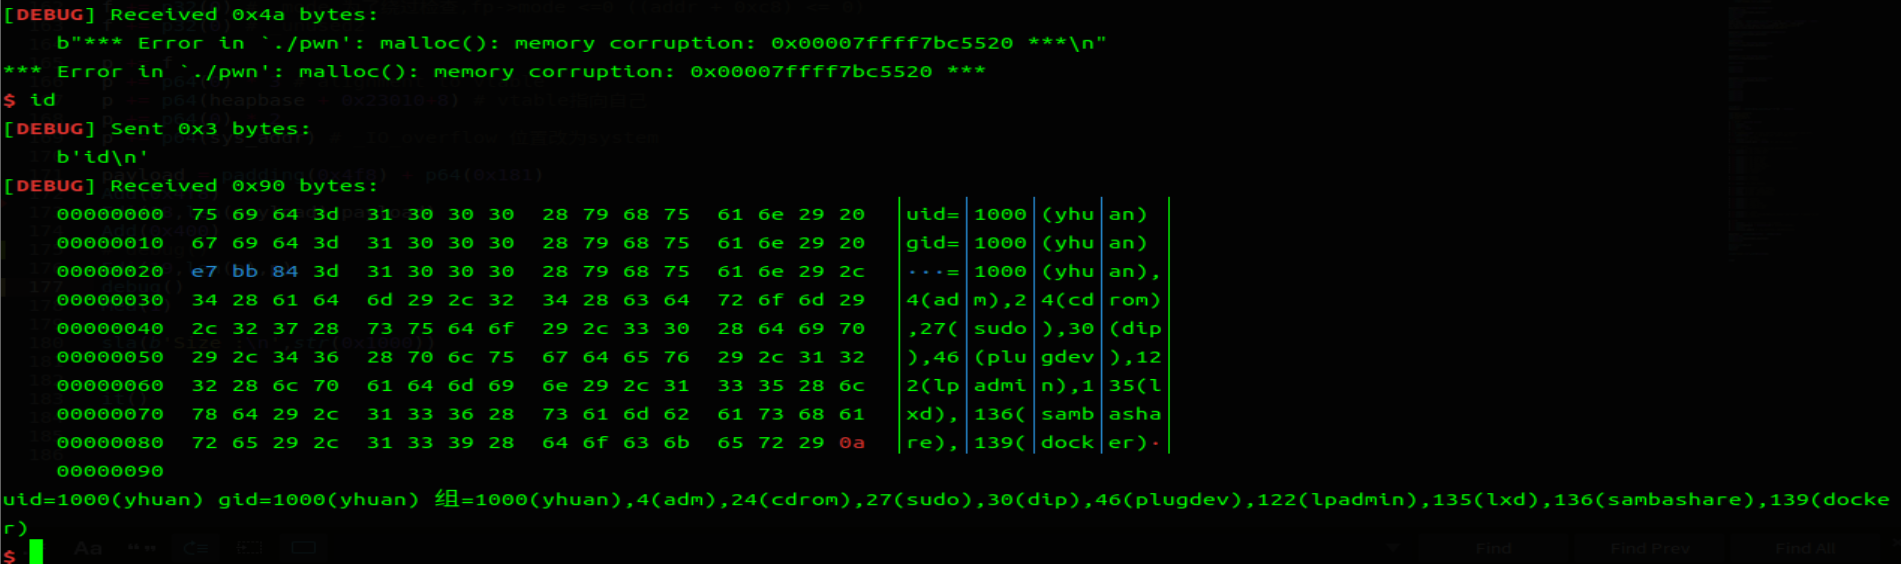 [DEBUG] Received 0x4a bytes:
b"*** Error in `./pwn': malloc(): memory corruption: 0x00007ffff7bc5520 ***\n"
*** Error in `./pwn': malloc(): memory corruption: 0x00007ffff7bc5520 ***
$ id
[DEBUG] Sent 0x3 bytes:
b'id\n'
[DEBUG] Received 0x90 bytes:
00000000 75 69 64 3d 31 30 30 30 28 79 68 75 61 6e 29 20 │uid=│1000│(yhu│an) │
00000010 67 69 64 3d 31 30 30 30 28 79 68 75 61 6e 29 20 │gid=│1000│(yhu│an) │
00000020 e7 bb 84 3d 31 30 30 30 28 79 68 75 61 6e 29 2c │···=│1000│(yhu│an),│
00000030 34 28 61 64 6d 29 2c 32 34 28 63 64 72 6f 6d 29 │4(ad│m),2│4(cd│rom)│
00000040 2c 32 37 28 73 75 64 6f 29 2c 33 30 28 64 69 70 │,27(│sudo│),30│(dip│
00000050 29 2c 34 36 28 70 6c 75 67 64 65 76 29 2c 31 32 │),46│(plu│gdev│),12│
00000060 32 28 6c 70 61 64 6d 69 6e 29 2c 31 33 35 28 6c │2(lp│admi│n),1│35(l│
00000070 78 64 29 2c 31 33 36 28 73 61 6d 62 61 73 68 61 │xd),│136(│samb│asha│
00000080 72 65 29 2c 31 33 39 28 64 6f 63 6b 65 72 29 0a │re),│139(│dock│er)·│
00000090
uid=1000(yhuan) gid=1000(yhuan) 组=1000(yhuan),4(adm),24(cdrom),27(sudo),30(dip),46(plugdev),122(lpadmin),135(lxd),136(sambashare),139(docke
r)
$
Aa Find Find Prev Find All